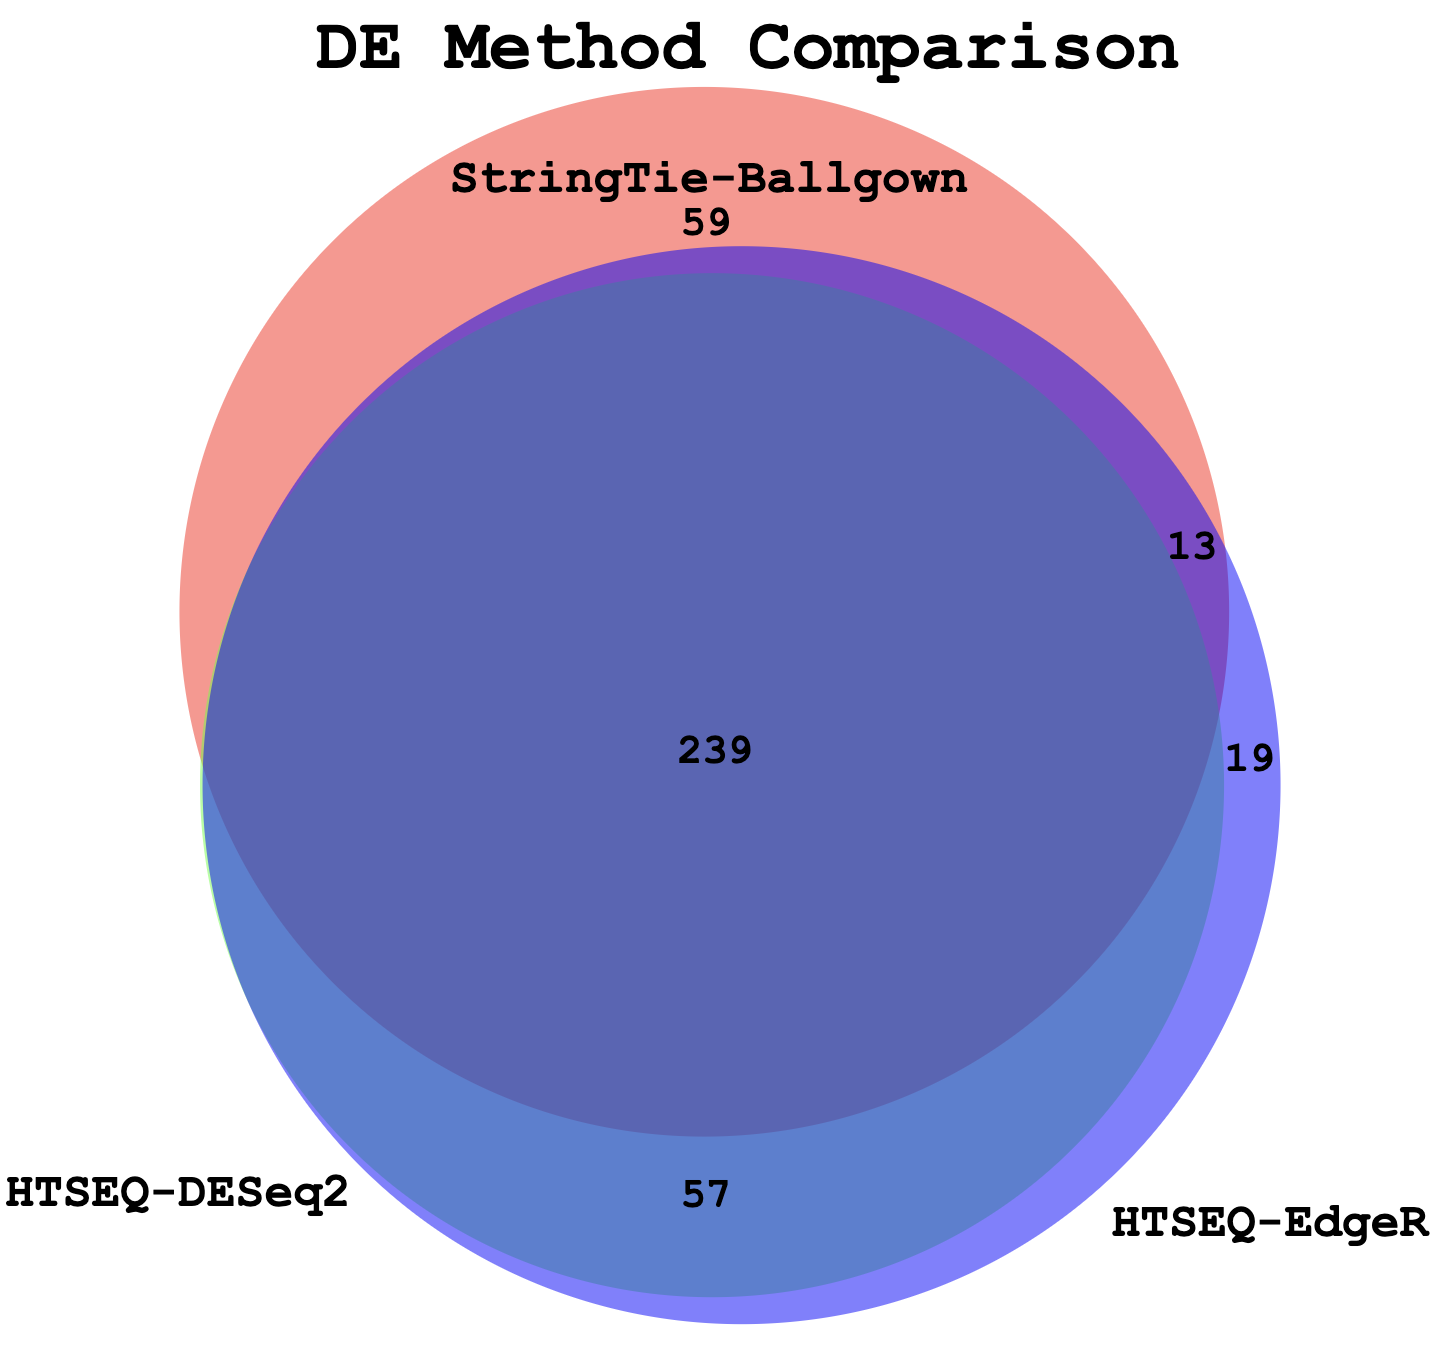 DE Method Comparison
StringTie-Ballgown
59
13
239
19
57
HTSEQ-DESeq2
HTSEQ-EdgeR